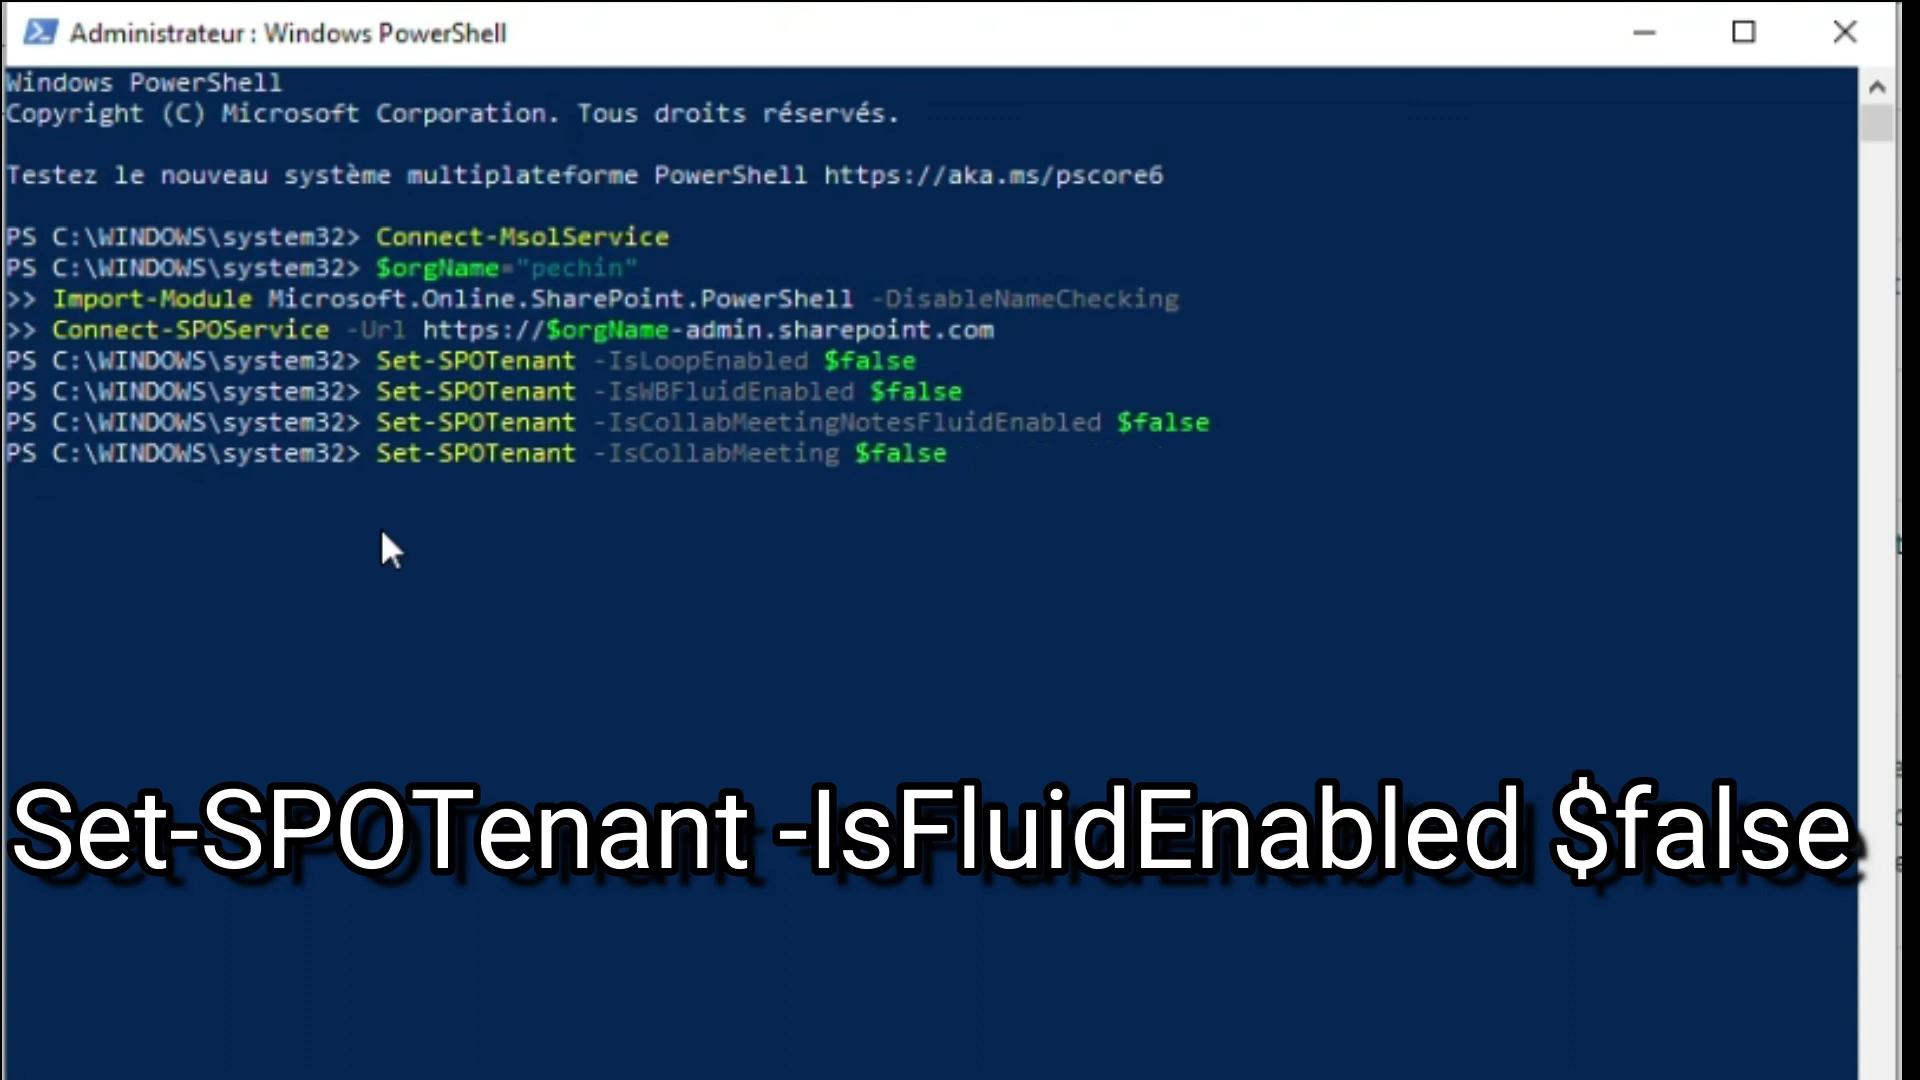 Administrateur : Windows PowerShell
Windows PowerShell
Copyright (C) Microsoft Corporation. Tous droits réservés.
Testez le nouveau système multiplateforme PowerShell https://aka.ms/pscore6
PS C:\WINDOWS\system32> Connect-MsolService
PS C:\WINDOWS\system32> $orgName="pechin"
>> Import-Module Microsoft.Online.SharePoint.PowerShell -DisableNameChecking
>> Connect-SPOService -Url https://$orgName-admin.sharepoint.com
PS C:\WINDOWS\system32> Set-SPOTenant -IsLoopEnabled $false
PS C:\WINDOWS\system32> Set-SPOTenant -IsWBFluidEnabled $false
PS C:\WINDOWS\system32> Set-SPOTenant -IsCollabMeetingNotesFluidEnabled $false
PS C:\WINDOWS\system32> Set-SPOTenant -IsCollabMeeting $false
Set-SPOTenant -IsFluidEnabled $false